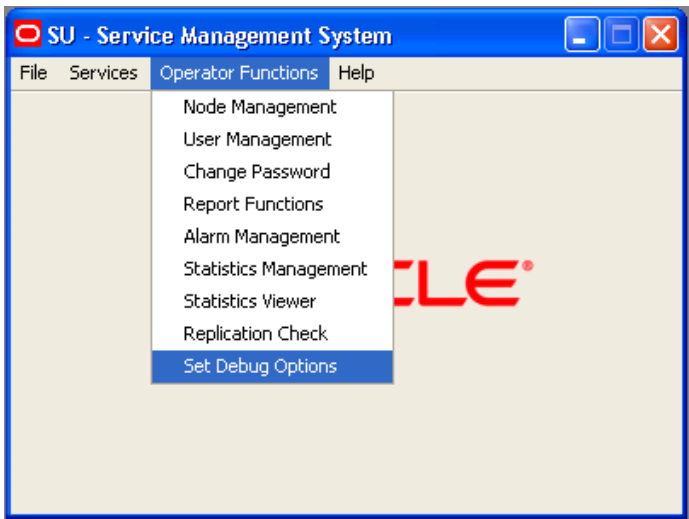 SU - Service Management System
File Services Operator Functions Help
Node Management
User Management
Change Password
Report Functions
Alarm Management
Statistics Management
Statistics Viewer
Replication Check
Set Debug Options
CLE®